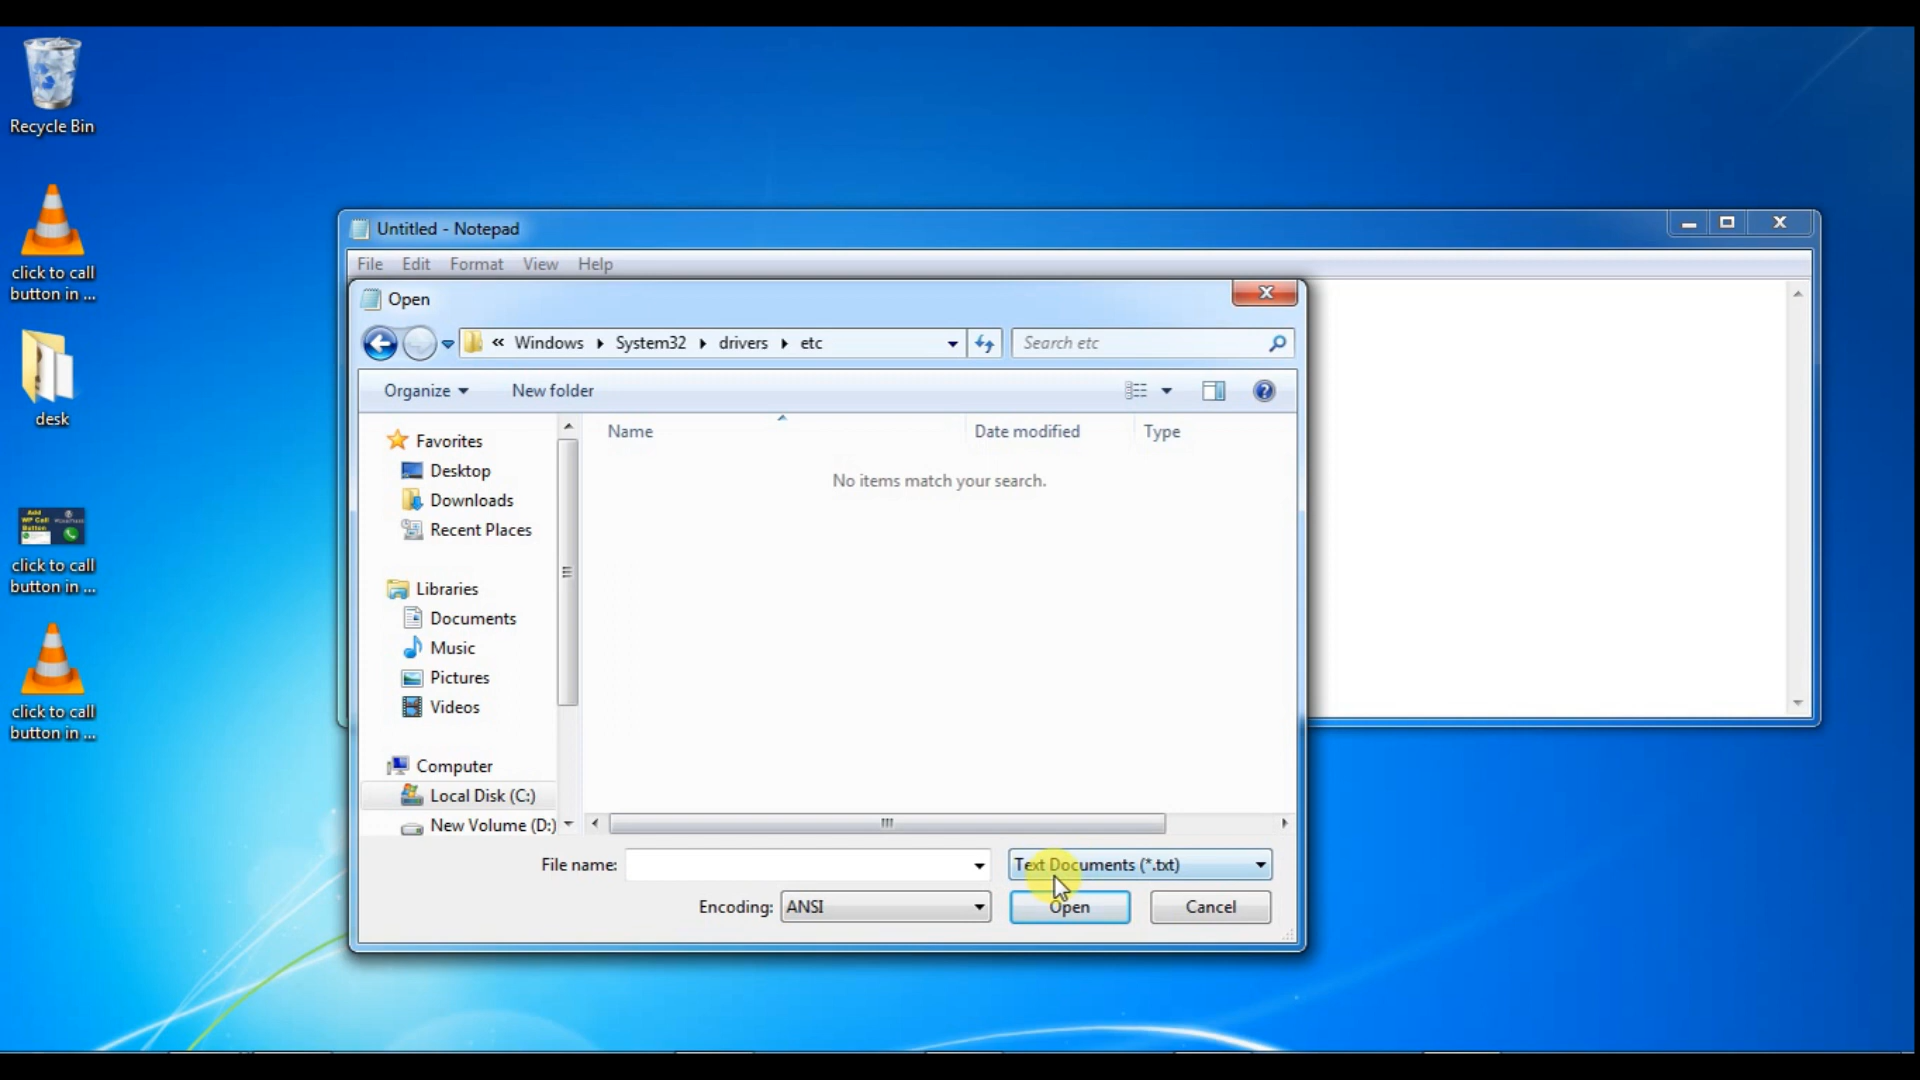 Recycle Bin
click to call
button in ...
desk
click to call
button in ...
click to call
button in ...
Untitled - Notepad
File Edit Format View Help
Open
« Windows System32 drivers etc
Search etc
Organize New folder
Name Date modified Type
No items match your search.
Favorites
Desktop
Downloads
Recent Places
Libraries
Documents
Music
Pictures
Videos
Computer
Local Disk (C:)
New Volume (D:)
File name: Text Documents (*.txt)
Encoding: ANSI Open Cancel